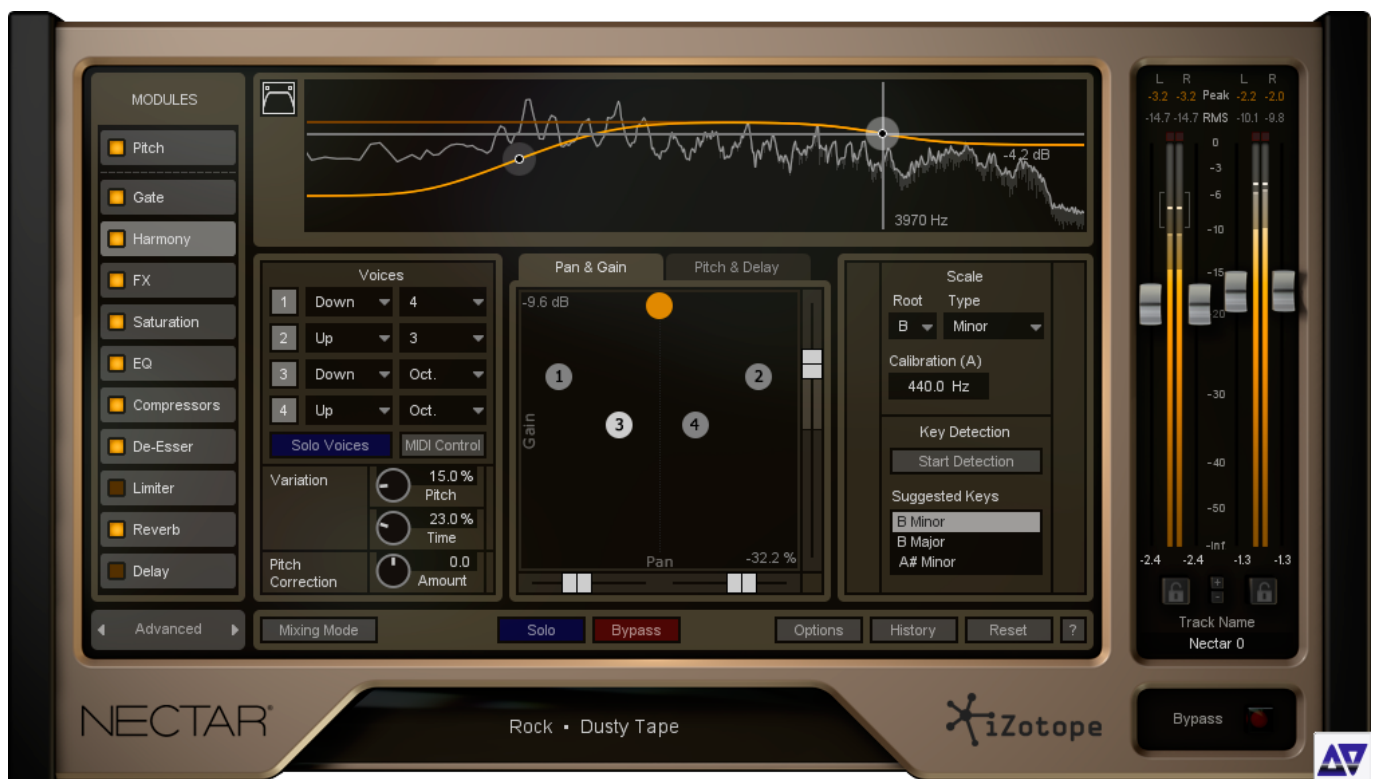 MODULES
Pitch
Gate
Harmony
FX
Saturation
EQ
Compressors
De-Esser
Limiter
Reverb
Delay
Advanced
-4.2 dB
3970 Hz
Voices
1 Down 4
2 Up 3
3 Down Oct.
4 Up Oct.
Solo Voices MIDI Control
Variation
15.0 %
Pitch
23.0 %
Time
Pitch
Correction
0.0
Amount
Pan & Gain Pitch & Delay
-9.6 dB
1 2
3 4
Gain
Pan -32.2 %
Scale
Root Type
B Minor
Calibration (A)
440.0 Hz
Key Detection
Start Detection
Suggested Keys
B Minor
B Major
A# Minor
Mixing Mode Solo Bypass Options History Reset ?
L R L R
-3.2 -3.2 Peak -2.2 -2.0
-14.7 -14.7 RMS -10.1 -9.8
0
-3
-6
-10
-15
-20
-30
-40
-50
-Inf
-2.4 -2.4 -1.3 -1.3
+
-
Track Name
Nectar 0
NECTAR®
Rock • Dusty Tape
iZotope
Bypass